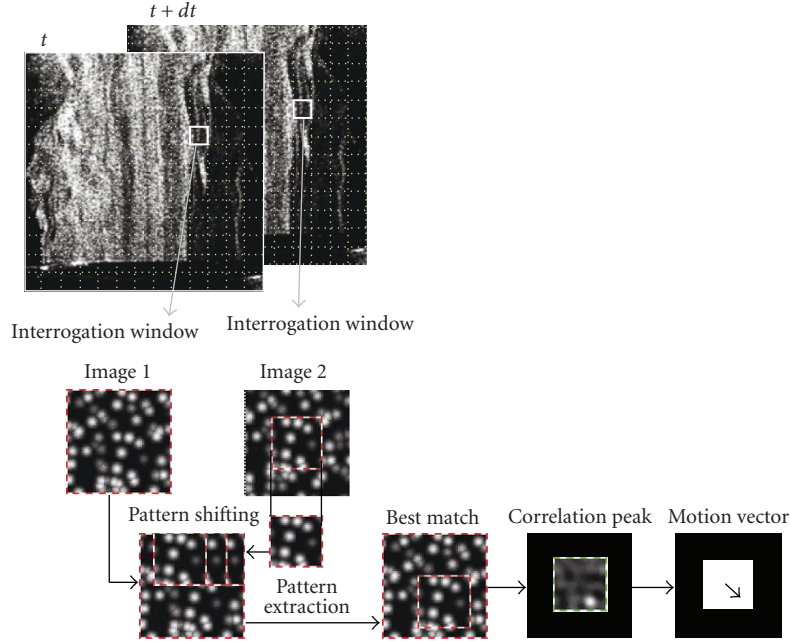 t + dt
t
Interrogation window
Interrogation window
Image 1
Image 2
Pattern shifting
Best match
Correlation peak
Motion vector
Pattern
extraction